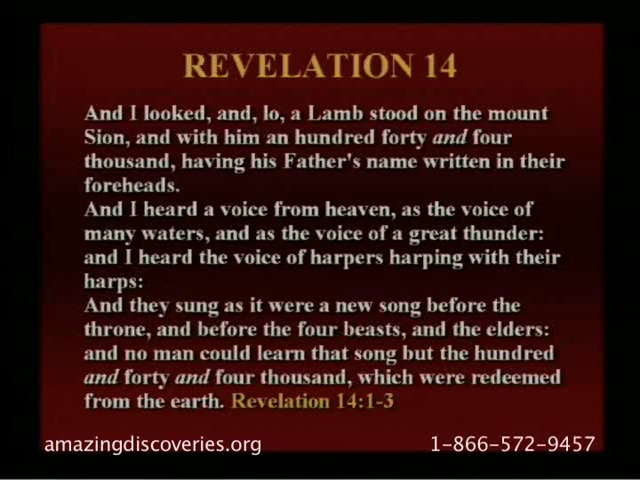 REVELATION 14
And I looked, and, lo, a Lamb stood on the mount
Sion, and with him an hundred forty and four
thousand, having his Father's name written in their
foreheads.
And I heard a voice from heaven, as the voice of
many waters, and as the voice of a great thunder:
and I heard the voice of harpers harping with their
harps:
And they sung as it were a new song before the
throne, and before the four beasts, and the elders:
and no man could learn that song but the hundred
and forty and four thousand, which were redeemed
from the earth. Revelation 14:1-3
amazingdiscoveries.org 1-866-572-9457